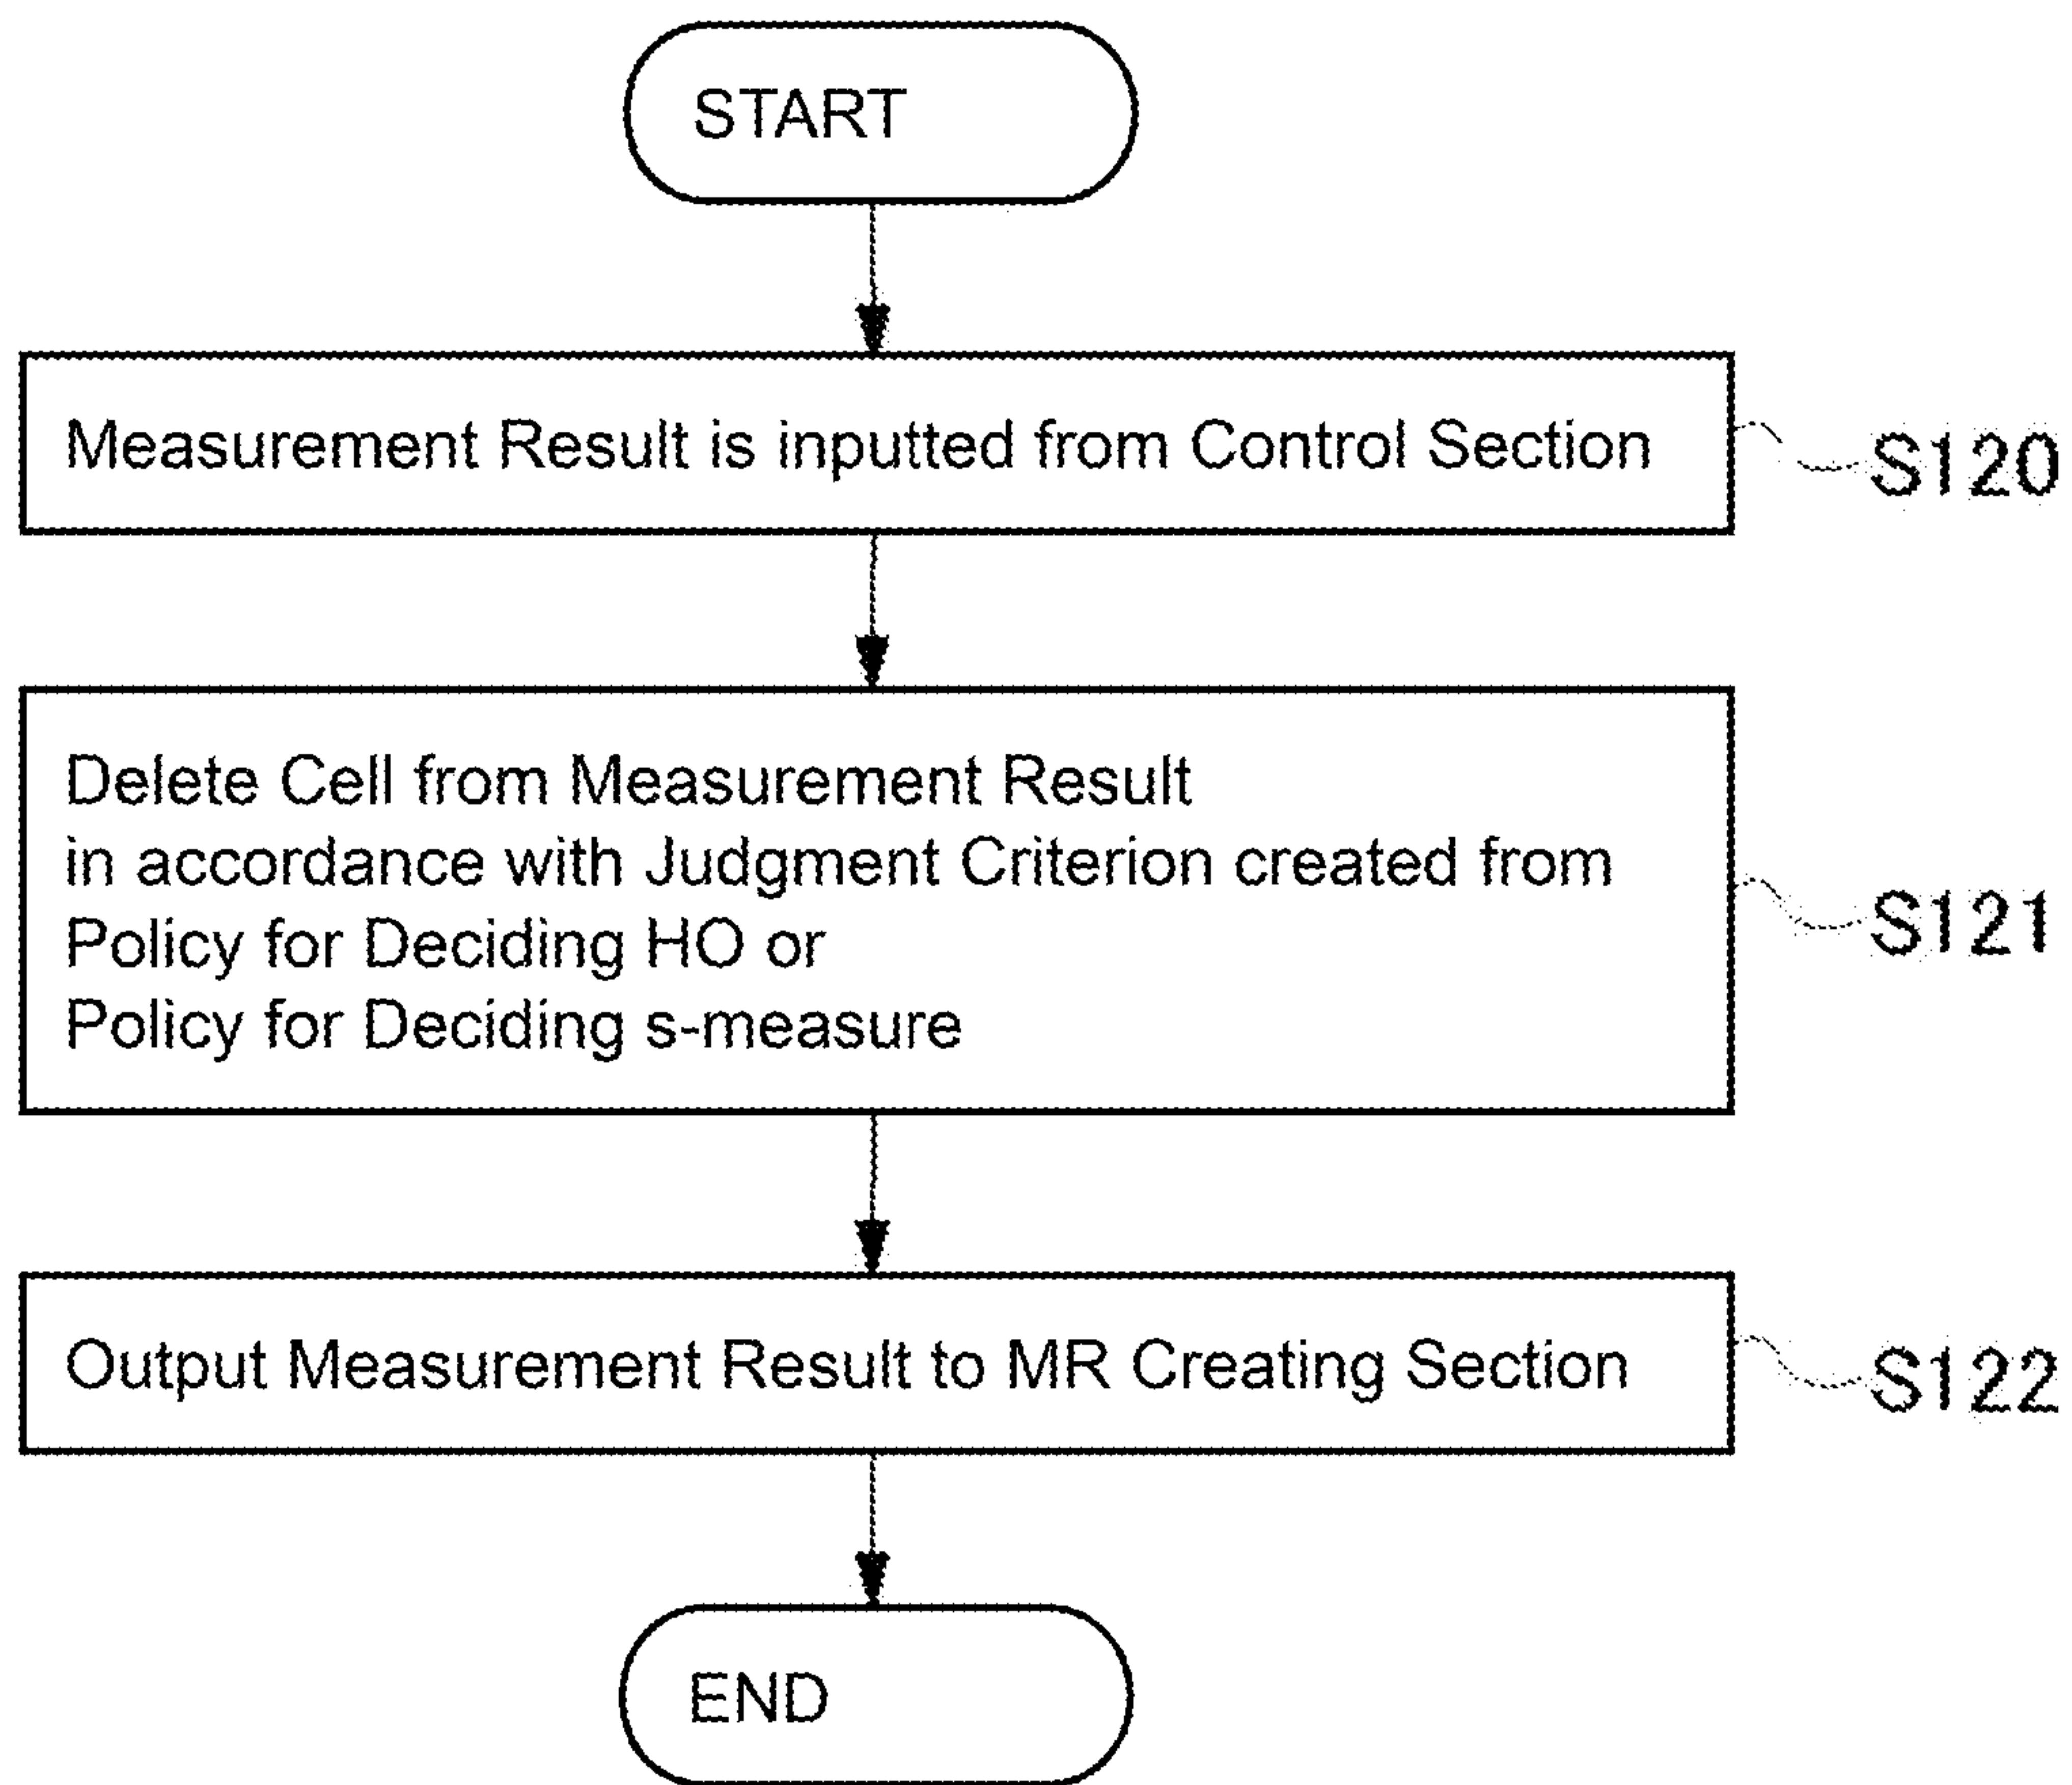 START
Measurement Result is inputted from Control Section
S120
Delete Cell from Measurement Result
in accordance with Judgment Criterion created from
Policy for Deciding HO or
Policy for Deciding s-measure
S121
Output Measurement Result to MR Creating Section
S122
END